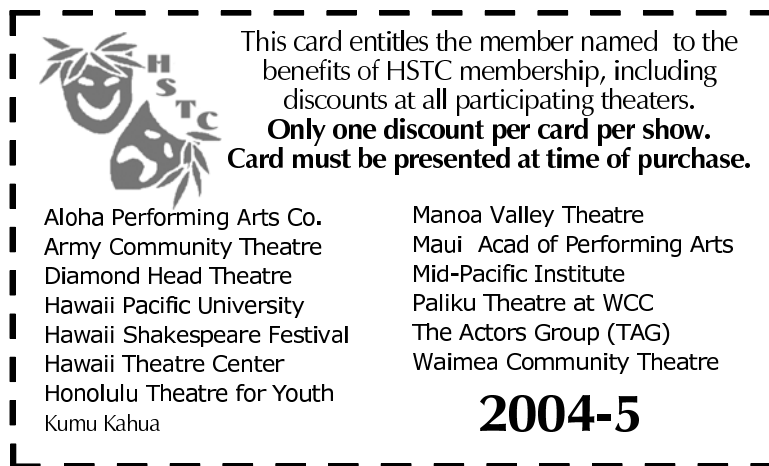 HSTC
This card entitles the member named  to the
benefits of HSTC membership, including
discounts at all participating theaters.
Only one discount per card per show.
Card must be presented at time of purchase.
Aloha Performing Arts Co.
Army Community Theatre
Diamond Head Theatre
Hawaii Pacific University
Hawaii Shakespeare Festival
Hawaii Theatre Center
Honolulu Theatre for Youth
Kumu Kahua
Manoa Valley Theatre
Maui  Acad of Performing Arts
Mid-Pacific Institute
Paliku Theatre at WCC
The Actors Group (TAG)
Waimea Community Theatre
2004-5